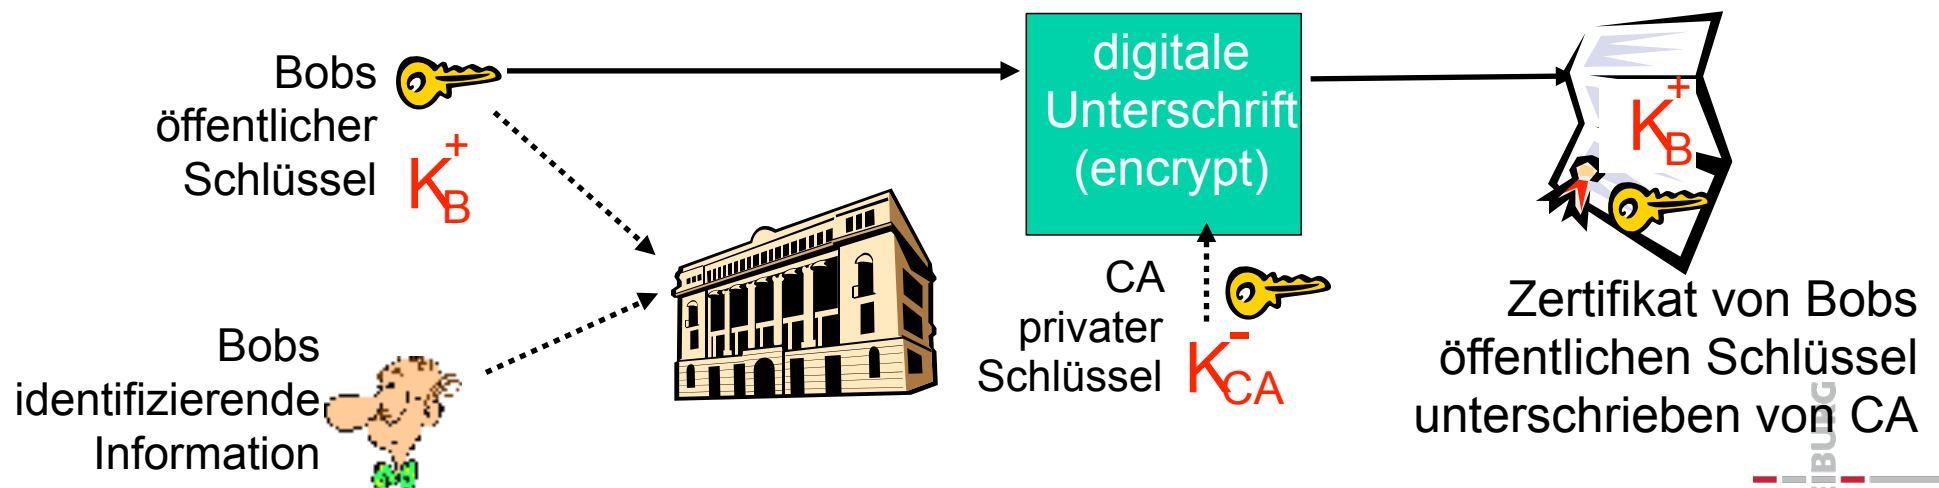 Bobs
öffentlicher
Schlüssel
K+B
digitale
Unterschrift
(encrypt)
K+B
Bobs
identifizierende
Information
CA
privater
Schlüssel
K-CA
Zertifikat von Bobs
öffentlichen Schlüssel
unterschrieben von CA
IBURG